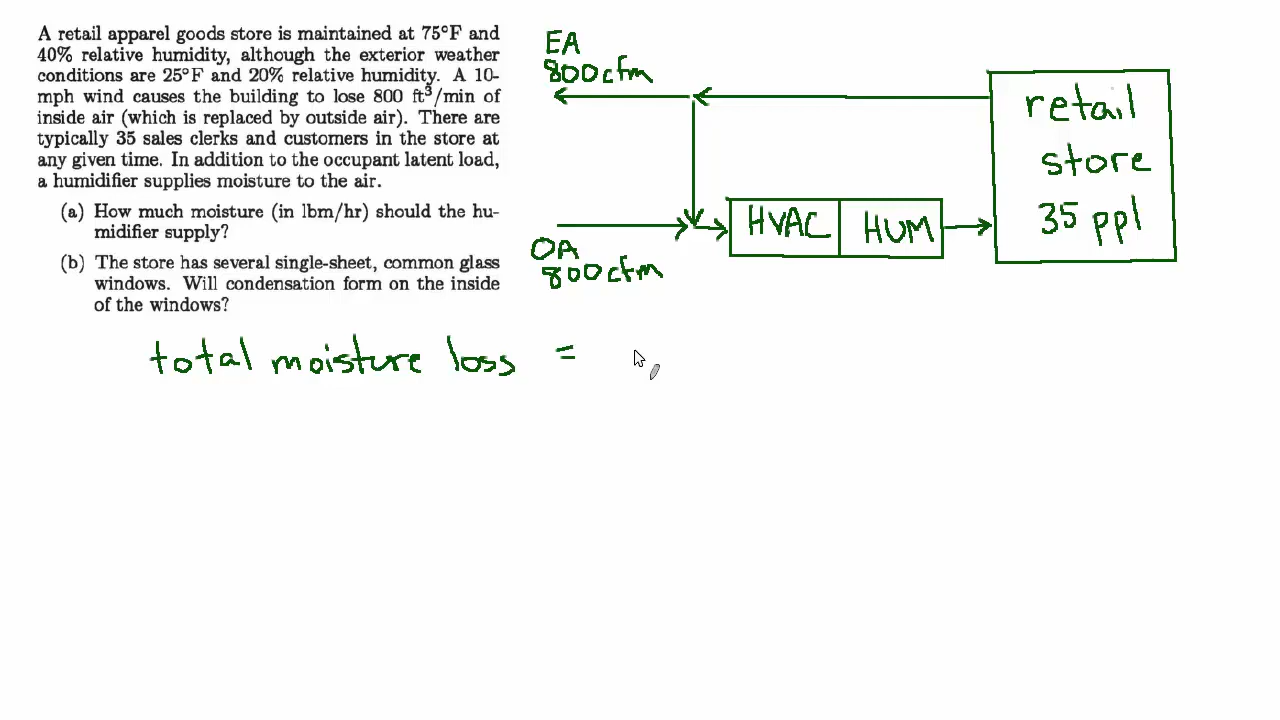 A retail apparel goods store is maintained at 75°F and
40% relative humidity, although the exterior weather
conditions are 25°F and 20% relative humidity. A 10-
mph wind causes the building to lose 800 ft³/min of
inside air (which is replaced by outside air). There are
typically 35 sales clerks and customers in the store at
any given time. In addition to the occupant latent load,
a humidifier supplies moisture to the air.
(a) How much moisture (in lbm/hr) should the hu-
midifier supply?
(b) The store has several single-sheet, common glass
windows. Will condensation form on the inside
of the windows?
EA
800cfm
retail
store
35 ppl
HVAC HUM
OA
800cfm
total moisture loss =